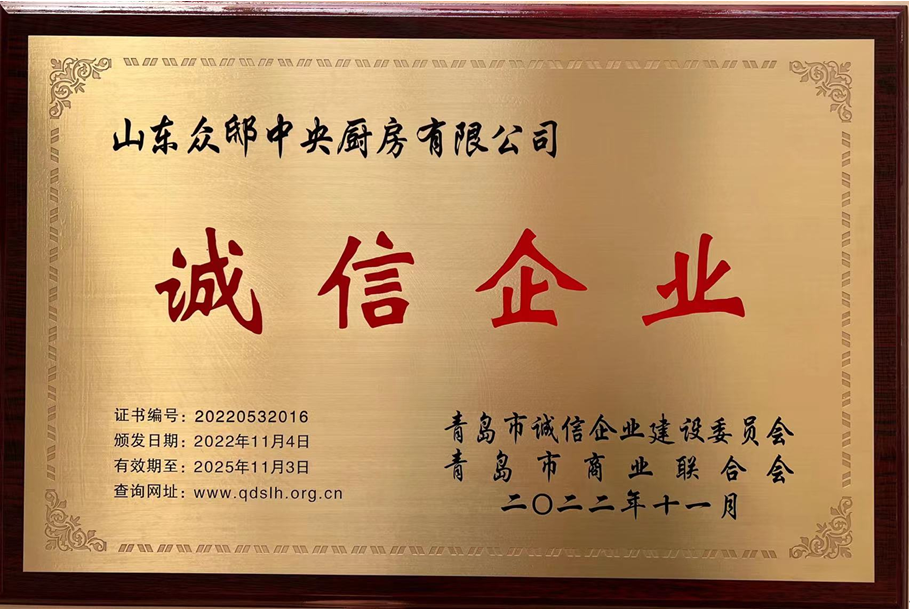 山东众邸中央厨房有限公司
诚信企业
证书编号：20220532016
颁发日期：2022年11月4日
有效期至：2025年11月3日
查询网址：www.qdslh.org.cn
青岛市诚信企业建设委员会
青岛市商业联合会
二〇二二年十一月